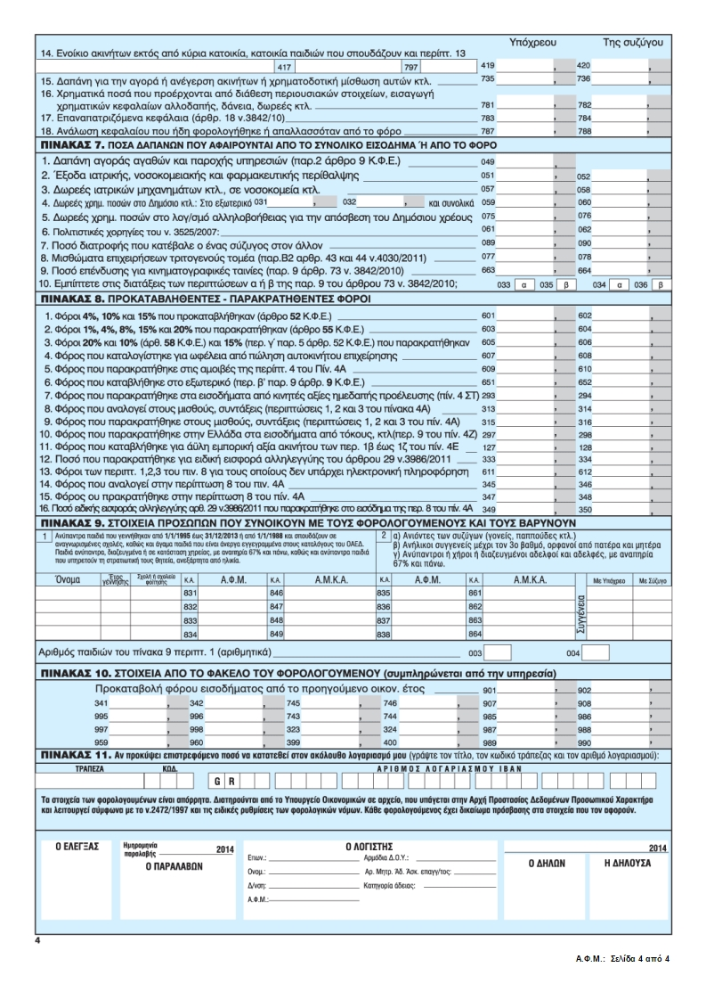 Υπόχρεου Της συζύγου
14. Ενοίκιο ακινήτων εκτός από κύρια κατοικία, κατοικία παιδιών που σπουδάζουν και περίπτ. 13
417 797 419 , 420 ,
15. Δαπάνη για την αγορά ή ανέγερση ακινήτων ή χρηματοδοτική μίσθωση αυτών κτλ. 735 , 736 ,
16. Χρηματικά ποσά που προέρχονται από διάθεση περιουσιακών στοιχείων, εισαγωγή
χρηματικών κεφαλαίων αλλοδαπής, δάνεια, δωρεές κτλ. 781 , 782 ,
17. Επαναπατριζόμενα κεφάλαια (άρθρ. 18 ν.3842/10) 783 , 784 ,
18. Ανάλωση κεφαλαίου που ήδη φορολογήθηκε ή απαλλασσόταν από το φόρο 787 , 788 ,
ΠΙΝΑΚΑΣ 7. ΠΟΣΑ ΔΑΠΑΝΩΝ ΠΟΥ ΑΦΑΙΡΟΥΝΤΑΙ ΑΠΟ ΤΟ ΣΥΝΟΛΙΚΟ ΕΙΣΟΔΗΜΑ Ή ΑΠΟ ΤΟ ΦΟΡΟ
1. Δαπάνη αγοράς αγαθών και παροχής υπηρεσιών (παρ.2 άρθρο 9 Κ.Φ.Ε.) 049 ,
2. Έξοδα ιατρικής, νοσοκομειακής και φαρμακευτικής περίθαλψης 051 , 052 ,
3. Δωρεές ιατρικών μηχανημάτων κτλ., σε νοσοκομεία κτλ. 057 , 058 ,
4. Δωρεές χρημ. ποσών στο Δημόσιο κτλ.: Στο εξωτερικό 031 , 032 , και συνολικά 059 , 060 ,
5. Δωρεές χρημ. ποσών στο λογ/σμό αλληλοβοήθειας για την απόσβεση του Δημόσιου χρέους 075 , 076 ,
6. Πολιτιστικές χορηγίες του ν. 3525/2007: 061 , 062 ,
7. Ποσό διατροφής που κατέβαλε ο ένας σύζυγος στον άλλον 089 , 090 ,
8. Μισθώματα επιχειρήσεων τριτογενούς τομέα (παρ.Β2 αρθρ. 43 και 44 ν.4030/2011) 077 , 078 ,
9. Ποσό επένδυσης για κινηματογραφικές ταινίες (παρ. 9 άρθρ. 73 ν. 3842/2010) 663 , 664 ,
10. Εμπίπτετε στις διατάξεις των περιπτώσεων α ή β της παρ. 9 του άρθρου 73 ν. 3842/2010; 033 α 035 β 034 α 036 β
ΠΙΝΑΚΑΣ 8. ΠΡΟΚΑΤΑΒΛΗΘΕΝΤΕΣ - ΠΑΡΑΚΡΑΤΗΘΕΝΤΕΣ ΦΟΡΟΙ
1. Φόροι 4%, 10% και 15% που προκαταβλήθηκαν (άρθρο 52 Κ.Φ.Ε.) 601 , 602 ,
2. Φόροι 1%, 4%, 8%, 15% και 20% που παρακρατήθηκαν (άρθρο 55 Κ.Φ.Ε.) 603 , 604 ,
3. Φόροι 20% και 10% (άρθ. 58 Κ.Φ.Ε.) και 15% (περ. γ΄ παρ. 5 άρθρ. 52 Κ.Φ.Ε.) που παρακρατήθηκαν 605 , 606 ,
4. Φόρος που καταλογίστηκε για ωφέλεια από πώληση αυτοκινήτου επιχείρησης 607 , 608 ,
5. Φόρος που παρακρατήθηκε στις αμοιβές της περίπτ. 4 του Πίν. 4Α 609 , 610 ,
6. Φόρος που καταβλήθηκε στο εξωτερικό (περ. β' παρ. 9 άρθρ. 9 Κ.Φ.Ε.) 651 , 652 ,
7. Φόρος που παρακρατήθηκε στα εισοδήματα από κινητές αξίες ημεδαπής προέλευσης (πίν. 4 ΣΤ) 293 , 294 ,
8. Φόρος που αναλογεί στους μισθούς, συντάξεις (περιπτώσεις 1, 2 και 3 του πίνακα 4Α) 313 , 314 ,
9. Φόρος που παρακρατήθηκε στους μισθούς, συντάξεις (περιπτώσεις 1, 2 και 3 του πίν. 4Α) 315 , 316 ,
10. Φόρος που παρακρατήθηκε στην Ελλάδα στα εισοδήματα από τόκους, κτλ(περ. 9 του πίν. 4Ζ) 297 , 298 ,
11. Φόρος που καταβλήθηκε για άϋλη εμπορική αξία ακινήτου των περ. 1β έως 1ζ του πίν. 4Ε 127 , 128 ,
12. Ποσό που παρακρατήθηκε για ειδική εισφορά αλληλεγγύης του άρθρου 29 ν.3986/2011 333 , 334 ,
13. Φόροι των περιπτ. 1,2,3 του πιν. 8 για τους οποίους δεν υπάρχει ηλεκτρονική πληροφόρηση 611 , 612 ,
14. Φόρος που αναλογεί στην περίπτωση 8 του πιν. 4Α 345 , 346 ,
15. Φόρος ου πρακρατήθηκε στην περίπτωση 8 του πίν. 4Α 347 , 348 ,
16. Ποσό ειδικής εισφοράς αλληλεγγύης αρθ. 29 ν.3986/2011 που παρακρατήθηκε στο εισόδημα της περ. 8 του πίν. 4Α 349 , 350 ,
ΠΙΝΑΚΑΣ 9. ΣΤΟΙΧΕΙΑ ΠΡΟΣΩΠΩΝ ΠΟΥ ΣΥΝΟΙΚΟΥΝ ΜΕ ΤΟΥΣ ΦΟΡΟΛΟΓΟΥΜΕΝΟΥΣ ΚΑΙ ΤΟΥΣ ΒΑΡΥΝΟΥΝ
1 Ανύπαντρα παιδιά που γεννήθηκαν από 1/1/1995 έως 31/12/2013 ή από 1/1/1988 και σπουδάζουν σε
αναγνωρισμένες σχολές, καθώς και άγαμα παιδιά που είναι άνεργα εγγεγραμμένα στους καταλόγους του ΟΑΕΔ.
Παιδιά ανύπαντρα, διαζευγμένα ή σε κατάσταση χηρείας, με αναπηρία 67% και πάνω, καθώς και ανύπαντρα παιδιά
που υπηρετούν τη στρατιωτική τους θητεία, ανεξάρτητα από ηλικία.
2 α) Ανιόντες των συζύγων (γονείς, παππούδες κτλ.)
β) Ανήλικοι συγγενείς μέχρι τον 3ο βαθμό, ορφανοί από πατέρα και μητέρα
γ) Ανύπαντροι ή χήροι ή διαζευγμένοι αδελφοί και αδελφές, με αναπηρία
67% και πάνω.
Όνομα Έτος γέννησης Σχολή ή σχολείο φοίτησης Κ.Α. Α.Φ.Μ. Κ.Α. Α.Μ.Κ.Α. Κ.Α. Α.Φ.Μ. Κ.Α. Α.Μ.Κ.Α. Συγγένεια Με Υπόχρεο Με Σύζυγο
831 846 835 861
832 847 836 862
833 848 837 863
834 849 838 864
Αριθμός παιδιών του πίνακα 9 περιπτ. 1 (αριθμητικά) 003 004
ΠΙΝΑΚΑΣ 10. ΣΤΟΙΧΕΙΑ ΑΠΟ ΤΟ ΦΑΚΕΛΟ ΤΟΥ ΦΟΡΟΛΟΓΟΥΜΕΝΟΥ (συμπληρώνεται από την υπηρεσία)
Προκαταβολή φόρου εισοδήματος από το προηγούμενο οικον. έτος 901 , 902 ,
341 , 342 , 745 , 746 , 907 , 908 ,
995 , 996 , 743 , 744 , 985 , 986 ,
997 , 998 , 323 , 324 , 987 , 988 ,
959 , 960 , 399 , 400 , 989 , 990 ,
ΠΙΝΑΚΑΣ 11. Αν προκύψει επιστρεφόμενο ποσό να κατατεθεί στον ακόλουθο λογαριασμό μου (γράψτε τον τίτλο, τον κωδικό τράπεζας και τον αριθμό λογαριασμού):
ΤΡΑΠΕΖΑ ΚΩΔ. ΑΡΙΘΜΟΣ ΛΟΓΑΡΙΑΣΜΟΥ ΙΒΑΝ
G R
Τα στοιχεία των φορολογουμένων είναι απόρρητα. Διατηρούνται από το Υπουργείο Οικονομικών σε αρχείο, που υπάγεται στην Αρχή Προστασίας Δεδομένων Προσωπικού Χαρακτήρα
και λειτουργεί σύμφωνα με το ν.2472/1997 και τις ειδικές ρυθμίσεις των φορολογικών νόμων. Κάθε φορολογούμενος έχει δικαίωμα πρόσβασης στα στοιχεία που τον αφορούν.
Ο ΕΛΕΓΞΑΣ
Ημηρομηνία
παραλαβής 2014
Ο ΠΑΡΑΛΑΒΩΝ
Ο ΛΟΓΙΣΤΗΣ
Επων.: Αρμόδια Δ.Ο.Υ.:
Ονομ.: Αρ. Μητρ. Άδ. Άσκ. επαγγ/τος:
Δ/νση: Κατηγορία άδειας:
Α.Φ.Μ.:
2014
Ο ΔΗΛΩΝ Η ΔΗΛΟΥΣΑ
4
Α.Φ.Μ.: Σελίδα 4 από 4